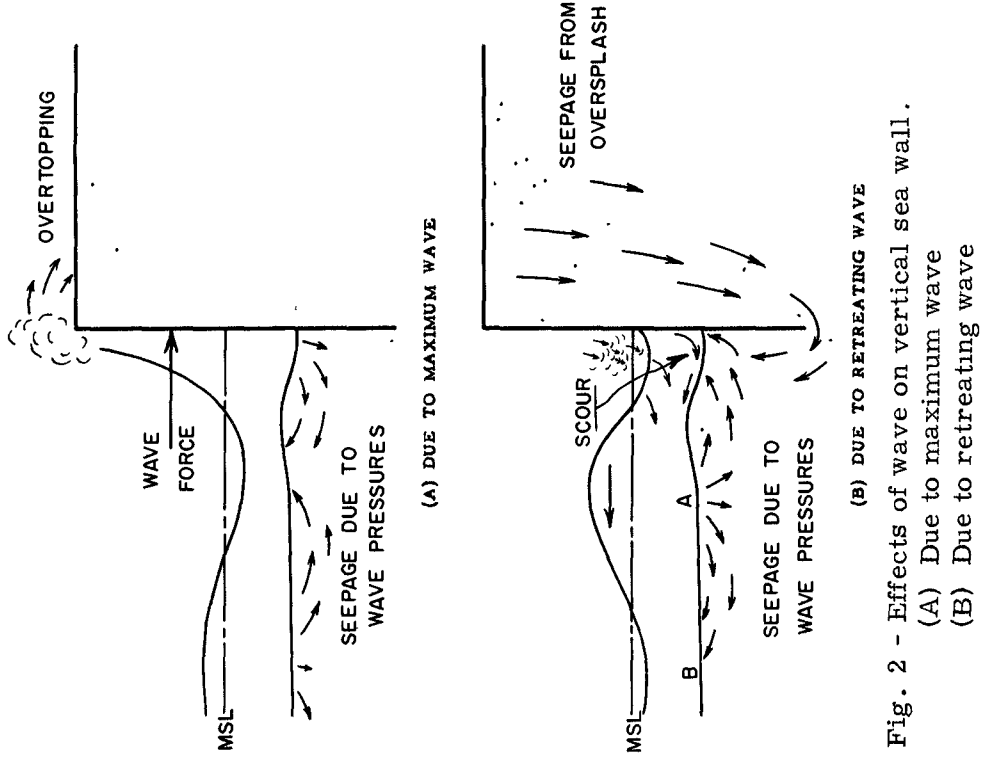 OVERTOPPING
WAVE
FORCE
MSL
SEEPAGE DUE TO
WAVE PRESSURES
(A) DUE TO MAXIMUM WAVE
SEEPAGE FROM
OVERSPLASH
SCOUR
MSL
A
B
SEEPAGE DUE TO
WAVE PRESSURES
(B) DUE TO RETREATING WAVE
Fig. 2 - Effects of wave on vertical sea wall.
(A) Due to maximum wave
(B) Due to retreating wave